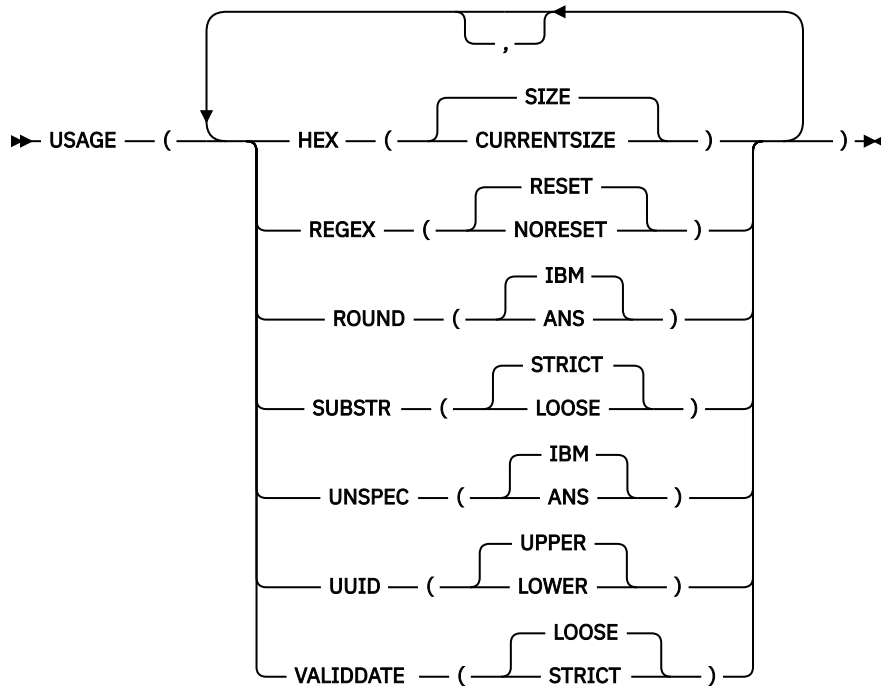 ,
SIZE
USAGE ( HEX ( CURRENTSIZE ) )
RESET
REGEX ( NORESET )
IBM
ROUND ( ANS )
STRICT
SUBSTR ( LOOSE )
IBM
UNSPEC ( ANS )
UPPER
UUID ( LOWER )
LOOSE
VALIDDATE ( STRICT )